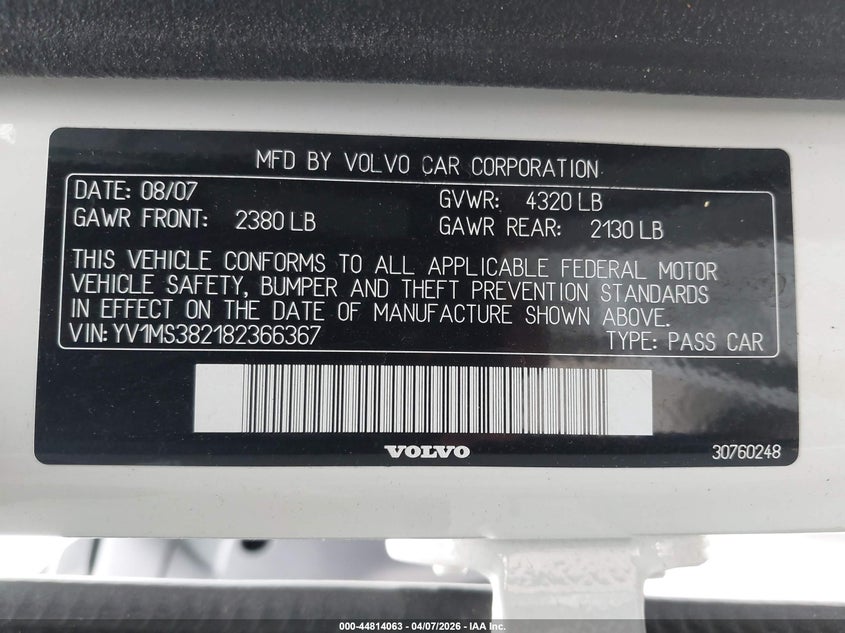 MFD BY VOLVO CAR CORPORATION
DATE: 08/07 GVWR: 4320 LB
GAWR FRONT: 2380 LB GAWR REAR: 2130 LB
THIS VEHICLE CONFORMS TO ALL APPLICABLE FEDERAL MOTOR
VEHICLE SAFETY, BUMPER AND THEFT PREVENTION STANDARDS
IN EFFECT ON THE DATE OF MANUFACTURE SHOWN ABOVE.
VIN: YV1MS382182366367 TYPE: PASS CAR
VOLVO 30760248
000-44814063 - 04/07/2026 - IAA Inc.